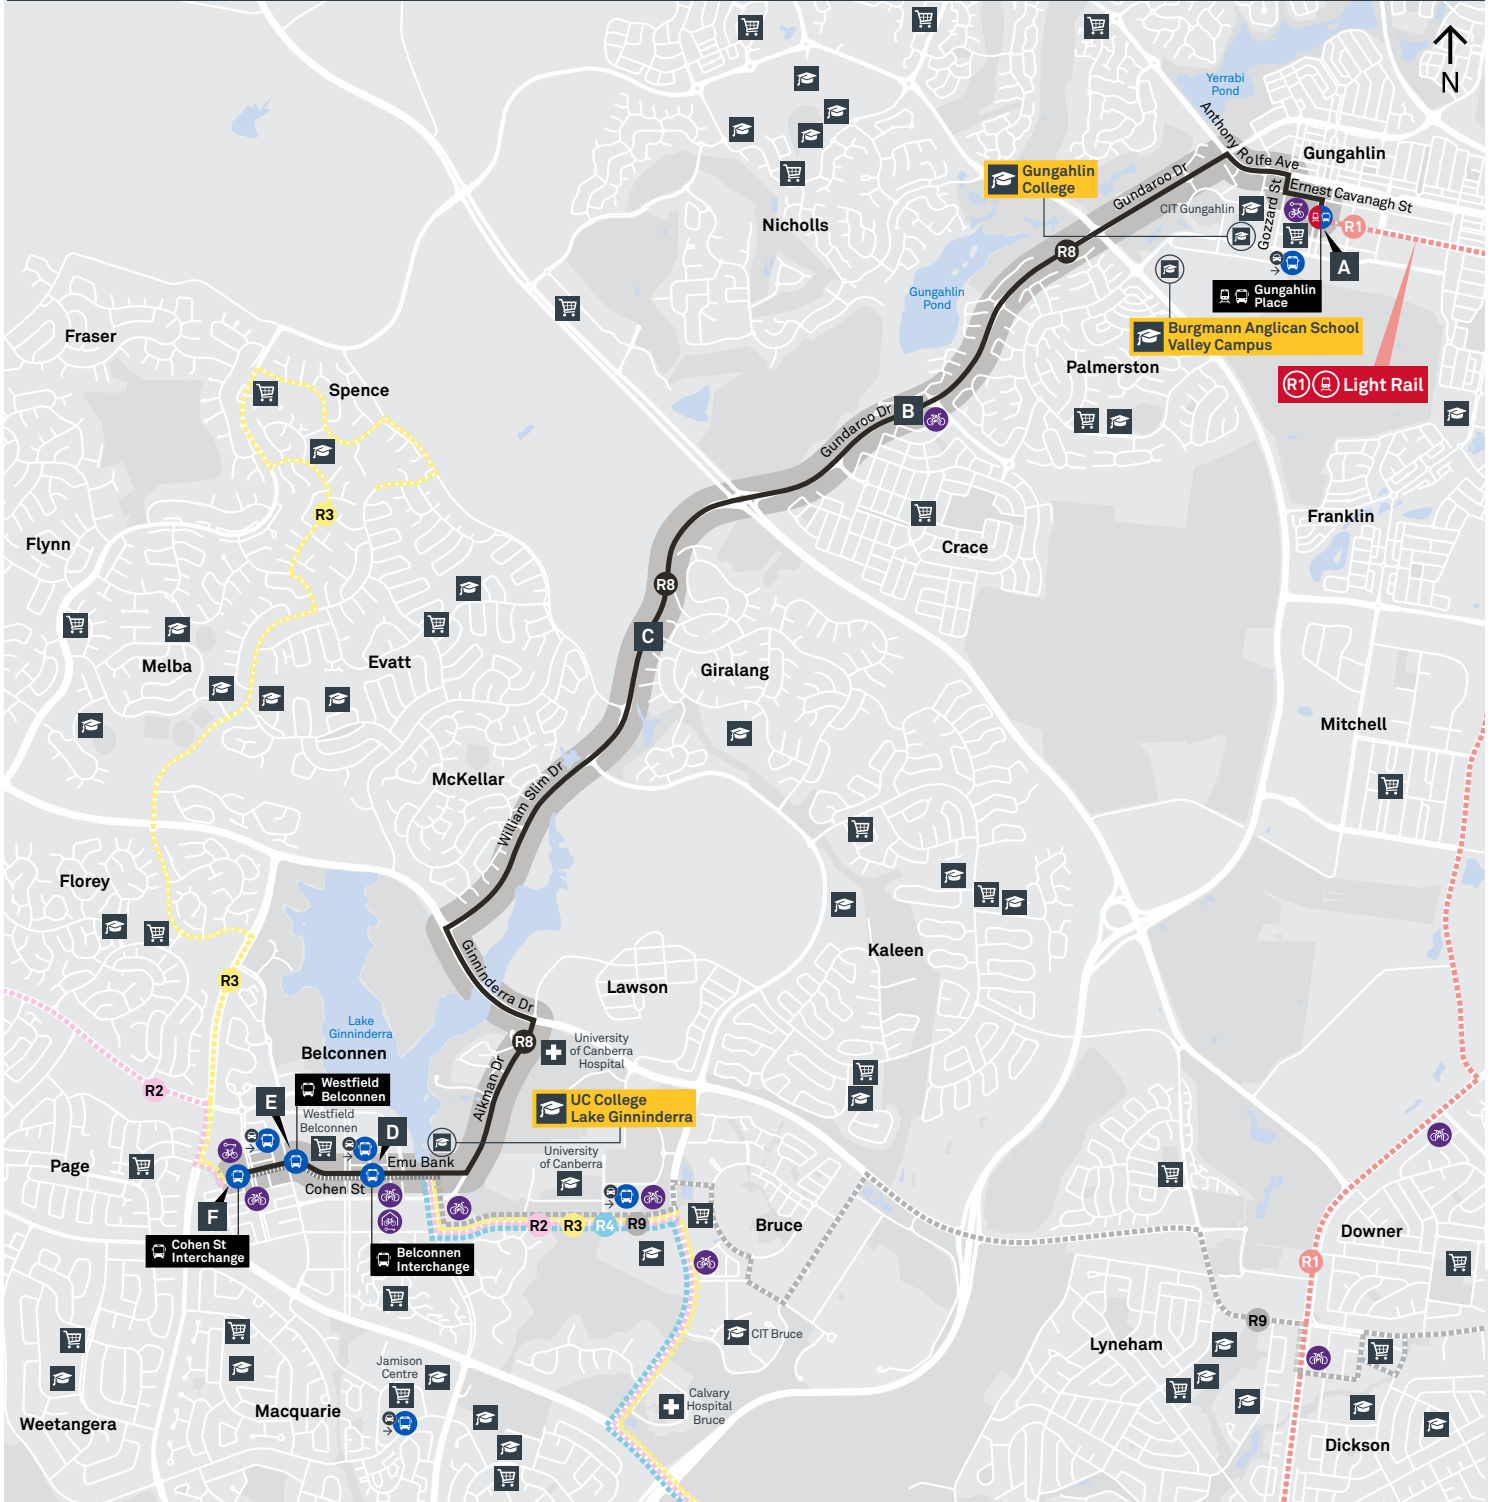 N
Yerrabi
Pond
Anthony Rolfe Ave
Gungahlin
Gungahlin
College
Gundaroo Dr
Ernest Cavanagh St
CIT Gungahlin
Gozzard St
Nicholls
R1
R8
A
Gungahlin
Place
Gungahlin
Pond
Burgmann Anglican School
Valley Campus
Fraser
Palmerston
Spence
R1 Light Rail
B
Gundaroo Dr
R3
Franklin
Flynn
Crace
R8
C
Melba
Evatt
Giralang
Mitchell
McKellar
William Slim Dr
Florey
Kaleen
Ginninderra Dr
R3
Lawson
Lake
Ginninderra
Belconnen
R8
University
of Canberra
Hospital
Westfield
Belconnen
R2
Aikman Dr
UC College
Lake Ginninderra
E
Westfield
Belconnen
D
Page
Emu Bank
University
of Canberra
Cohen St
F
R2
R3
R4
R9
Bruce
Downer
Cohen St
Interchange
Belconnen
Interchange
R1
R9
CIT Bruce
Lyneham
Jamison
Centre
Calvary
Hospital
Bruce
Macquarie
Weetangera
Dickson